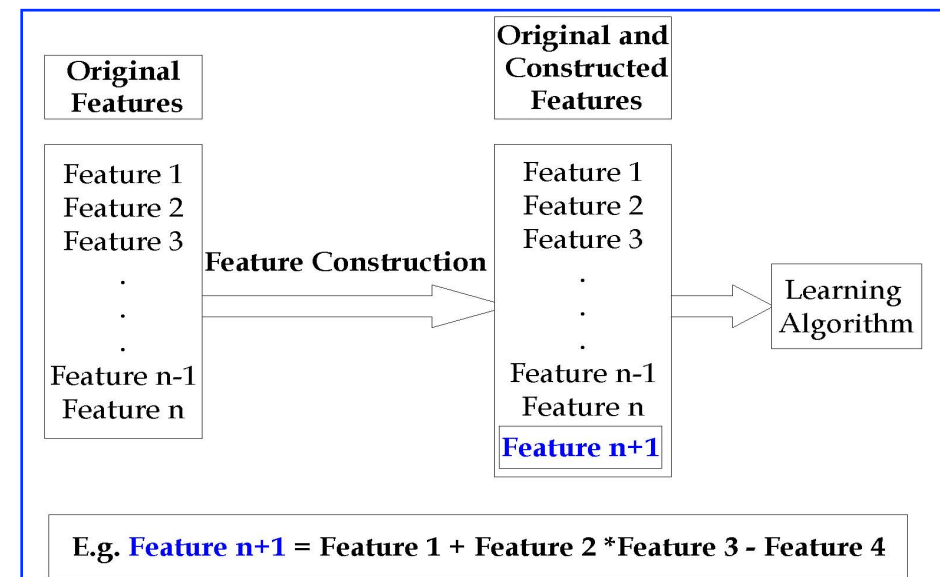 Original
Features
Original and
Constructed
Features
Feature 1
Feature 2
Feature 3
.
.
.
Feature n-1
Feature n
Feature Construction
Feature 1
Feature 2
Feature 3
.
.
.
Feature n-1
Feature n
Feature n+1
Learning
Algorithm
E.g. Feature n+1 = Feature 1 + Feature 2 *Feature 3 - Feature 4